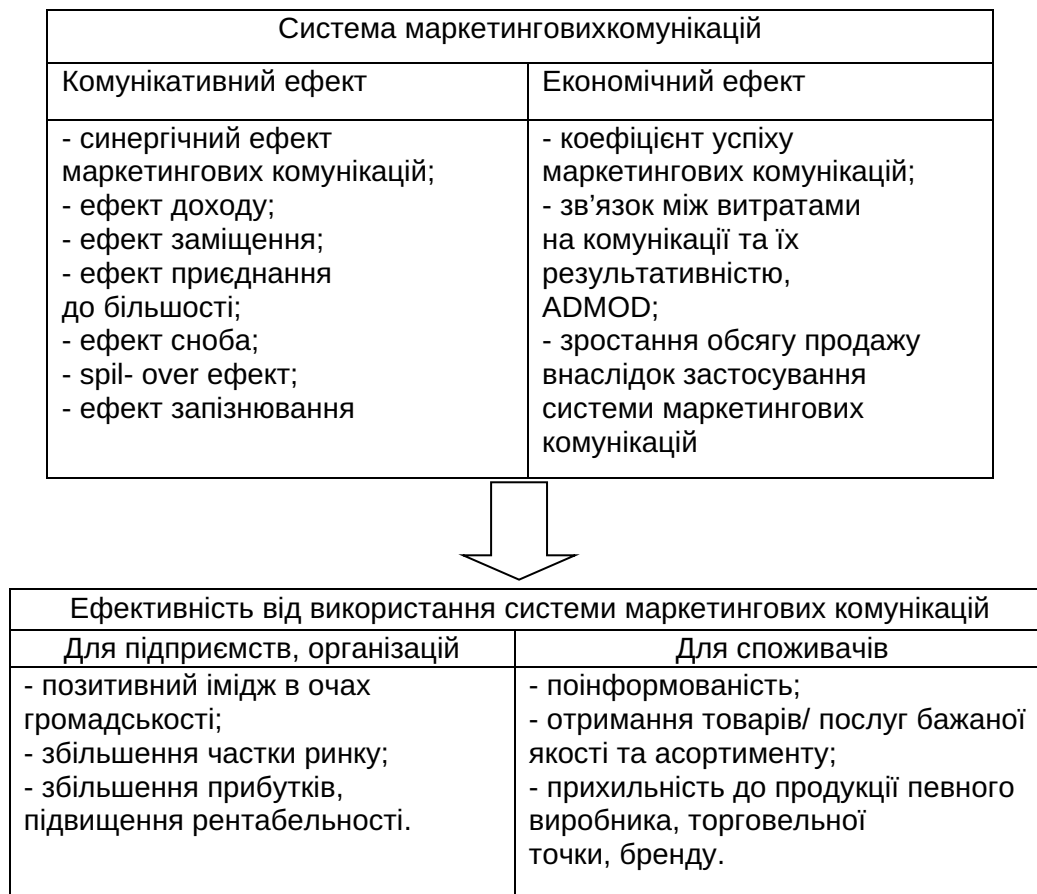 Система маркетинговихкомунікацій
Комунікативний ефект
Економічний ефект
- синергічний ефект
маркетингових комунікацій;
- ефект доходу;
- ефект заміщення;
- ефект приєднання
до більшості;
- ефект сноба;
- spil- over ефект;
- ефект запізнювання
- коефіцієнт успіху
маркетингових комунікацій;
- зв’язок між витратами
на комунікації та їх
результативністю,
ADMOD;
- зростання обсягу продажу
внаслідок застосування
системи маркетингових
комунікацій
Ефективність від використання системи маркетингових комунікацій
Для підприємств, організацій
Для споживачів
- позитивний імідж в очах
громадськості;
- збільшення частки ринку;
- збільшення прибутків,
підвищення рентабельності.
- поінформованість;
- отримання товарів/ послуг бажаної
якості та асортименту;
- прихильність до продукції певного
виробника, торговельної
точки, бренду.